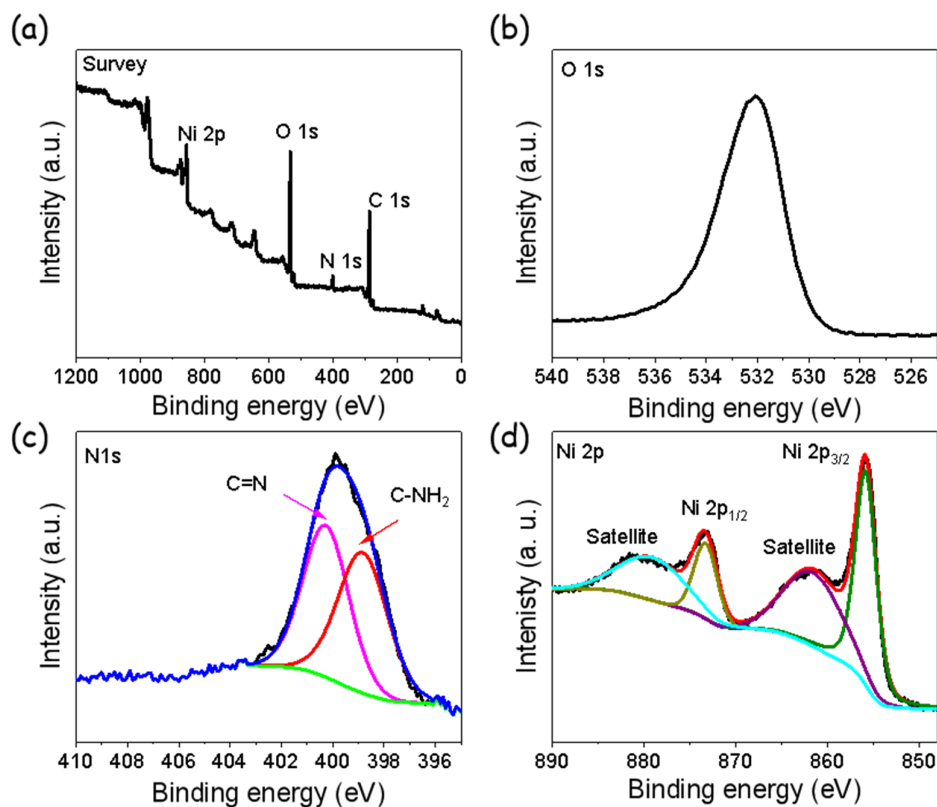 (a)
Survey
Ni 2p
O 1s
C 1s
N 1s
Intensity (a.u.)
1200 1000 800 600 400 200 0
Binding energy (eV)
(b)
O 1s
Intensity (a.u.)
540 538 536 534 532 530 528 526
Binding energy (eV)
(c)
N1s
C=N
C-NH₂
Intensity (a.u.)
410 408 406 404 402 400 398 396
Binding energy (eV)
(d)
Ni 2p
Ni 2p₃/₂
Ni 2p₁/₂
Satellite
Satellite
Intenisty (a. u.)
890 880 870 860 850
Binding energy (eV)